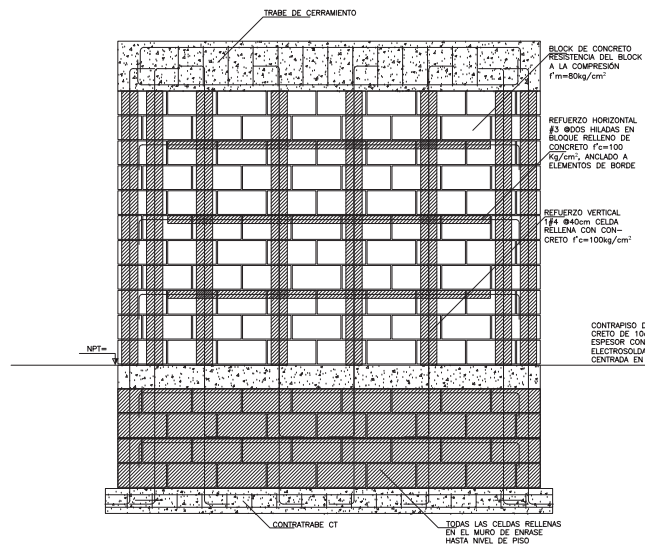 TRABE DE CERRAMIENTO
BLOCK DE CONCRETO
RESISTENCIA DEL BLOCK
A LA COMPRESIÓN
f'm=80kg/cm²
REFUERZO HORIZONTAL
#3 @DOS HILADAS EN
BLOQUE RELLENO DE
CONCRETO f'c=100
Kg/cm², ANCLADO A
ELEMENTOS DE BORDE
REFUERZO VERTICAL
1#4 @40cm CELDA
RELLENA CON CON-
CRETO f'c=100kg/cm²
CONTRAPISO D
CRETO DE 10
ESPESOR CON
ELECTROSOLDA
CENTRADA EN
NPT=
CONTRATRABE CT
TODAS LAS CELDAS RELLENAS
EN EL MURO DE ENRASE
HASTA NIVEL DE PISO